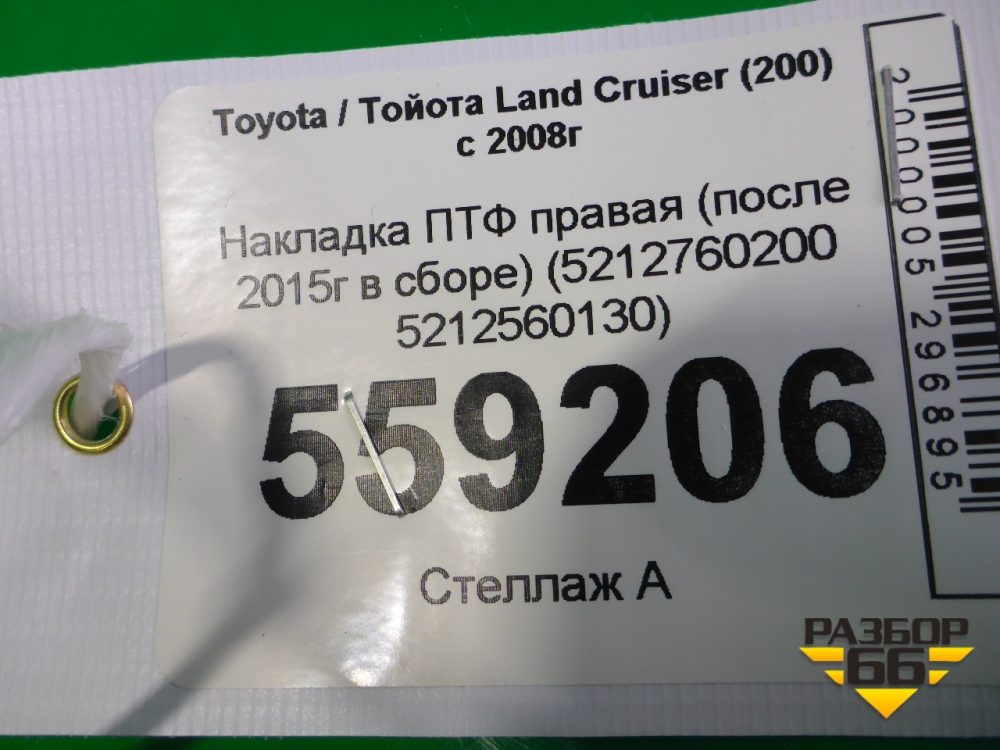 Toyota / Тойота Land Cruiser (200)
с 2008г
Накладка ПТФ правая (после
2015г в сборе) (5212760200
5212560130)
559206
Стеллаж А
2000005296895
РАЗБОР
66